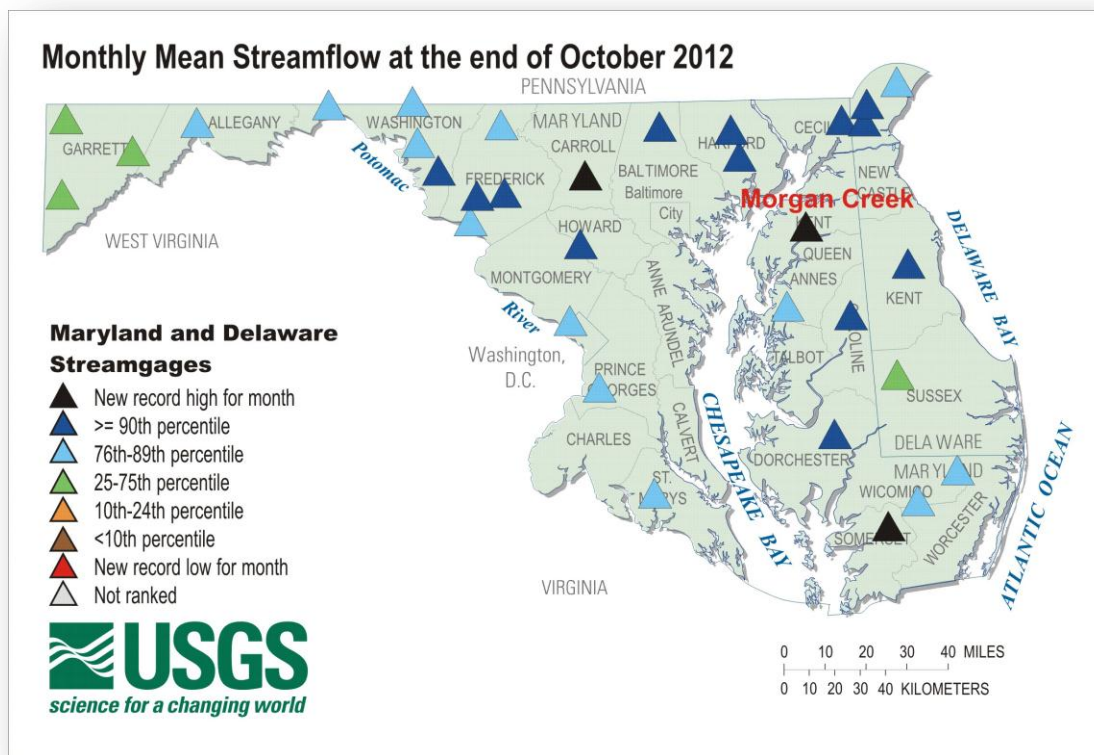 Monthly Mean Streamflow at the end of October 2012
PENNSYLVANIA
ALLEGANY
WASHINGTON
MARYLAND
CARROLL
HARFORD
CECIL
GARRETT
Potomac
FREDERICK
BALTIMORE
Baltimore
City
NEW
CASTLE
Morgan Creek
KENT
WEST VIRGINIA
HOWARD
QUEEN
ANNES
MONTGOMERY
ANNE ARUNDEL
KENT
DELAWARE BAY
River
Washington,
D.C.
TALBOT
CAROLINE
PRINCE
GEORGES
SUSSEX
CHARLES
CALVERT
CHESAPEAKE BAY
DORCHESTER
DELAWARE
MARYLAND
WICOMICO
ST.
MARYS
SOMERSET
WORCESTER
ATLANTIC OCEAN
VIRGINIA
Maryland and Delaware
Streamgages
New record high for month
>= 90th percentile
76th-89th percentile
25-75th percentile
10th-24th percentile
<10th percentile
New record low for month
Not ranked
USGS
science for a changing world
0 10 20 30 40 MILES
0 10 20 30 40 KILOMETERS